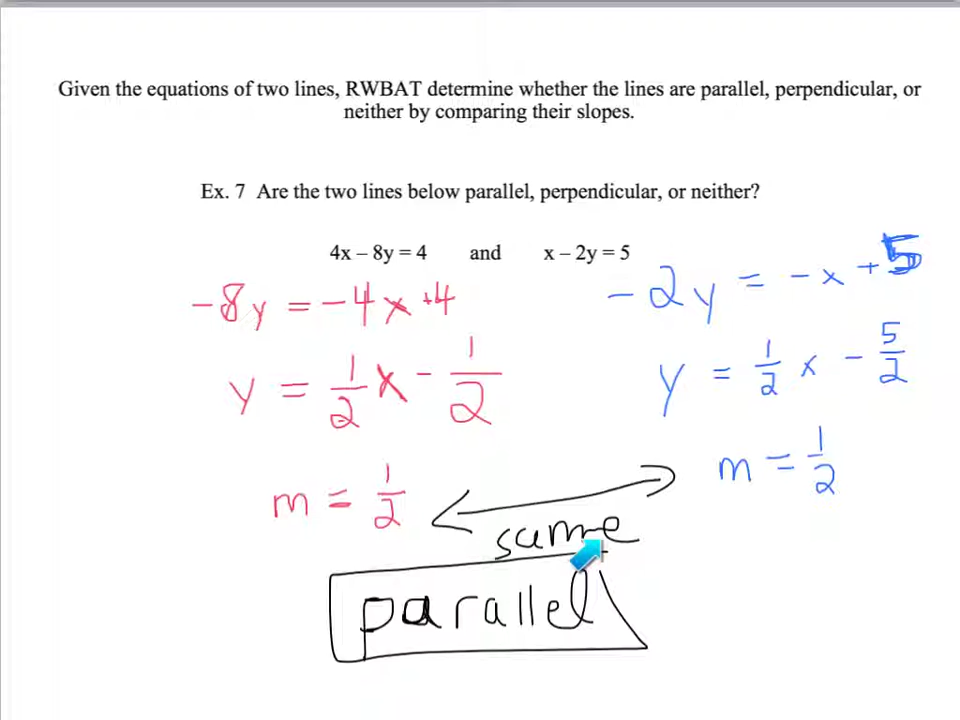 Given the equations of two lines, RWBAT determine whether the lines are parallel, perpendicular, or
neither by comparing their slopes.
Ex. 7 Are the two lines below parallel, perpendicular, or neither?
4x – 8y = 4 and x – 2y = 5
-8y = -4x +4
y = 1/2 x - 1/2
m = 1/2
-2y = -x +5
y = 1/2 x - 5/2
m = 1/2
same
parallel